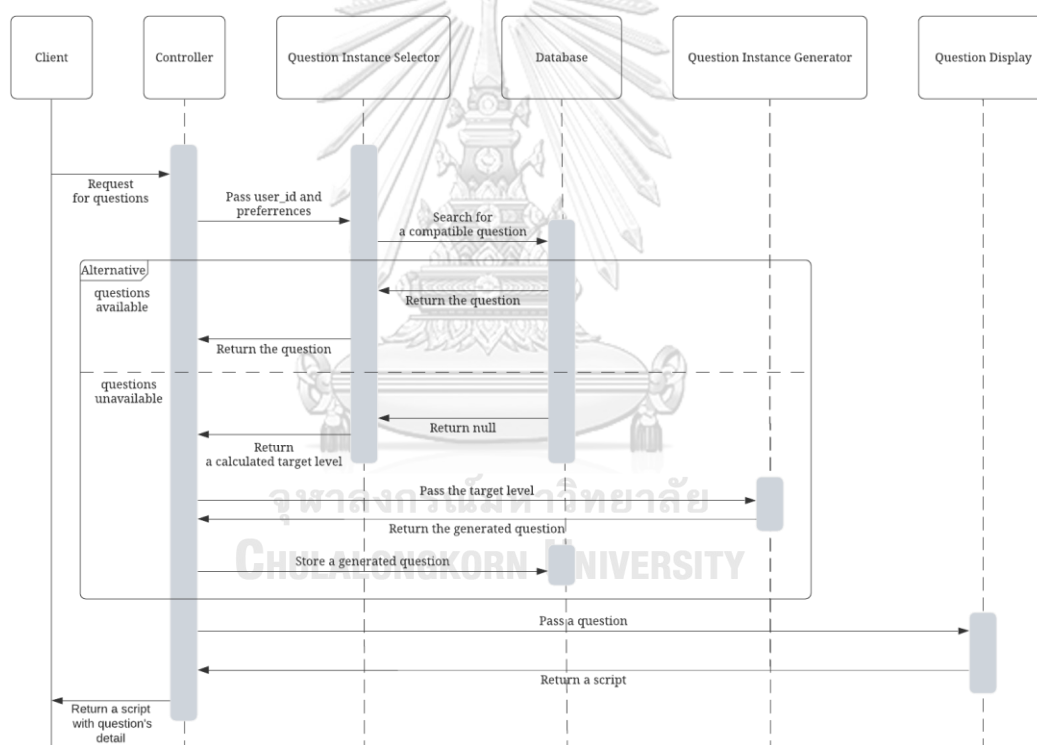 Client
Controller
Question Instance Selector
Database
Question Instance Generator
Question Display
Request
for questions
Pass user_id and
preferrences
Search for
a compatible question
Alternative
questions
available
Return the question
Return the question
questions
unavailable
Return null
Return
a calculated target level
Pass the target level
จุฬาลงกรณ์มหาวิทยาลัย
Return the generated question
Store a generated question
CHULALONGKORN UNIVERSITY
Pass a question
Return a script
Return a script
with question's
detail